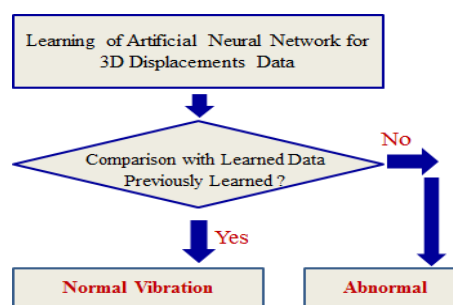 Learning of Artificial Neural Network for
3D Displacements Data
No
Comparison with Learned Data
Previously Learned ?
Yes
Normal Vibration
Abnormal